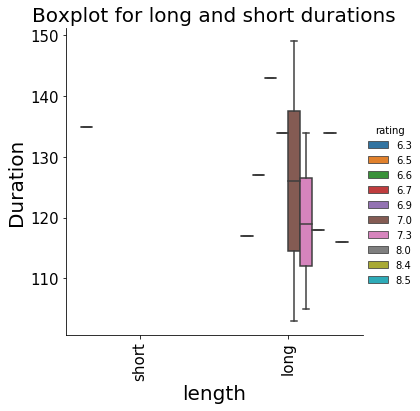 Boxplot for long and short durations
150
140
130
120
110
Duration
short
long
length
rating
6.3
6.5
6.6
6.7
6.9
7.0
7.3
8.0
8.4
8.5